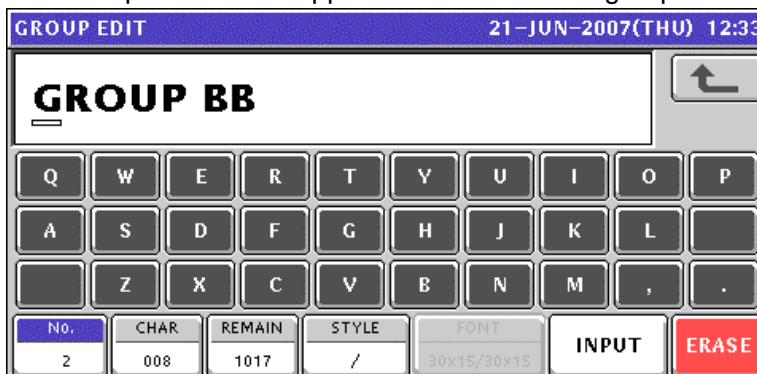 GROUP EDIT 21-JUN-2007(THU) 12:33
GROUP BB
Q W E R T Y U I O P
A S D F G H J K L
Z X C V B N M , .
No. CHAR REMAIN STYLE FONT
2 008 1017 / 30x15/30x15 INPUT ERASE